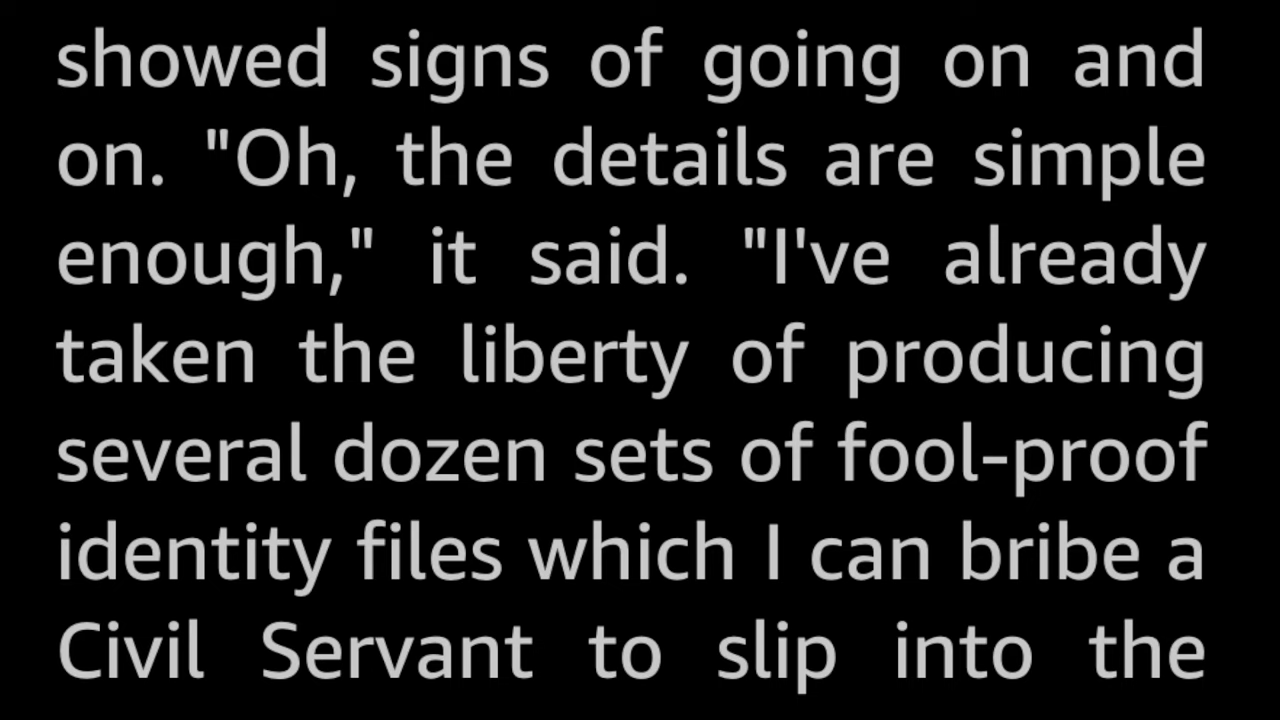 showed signs of going on and
on. "Oh, the details are simple
enough," it said. "I've already
taken the liberty of producing
several dozen sets of fool-proof
identity files which I can bribe a
Civil Servant to slip into the